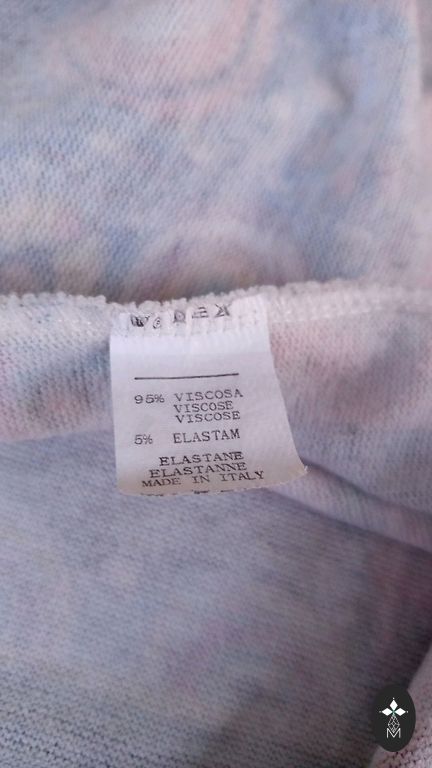 95% VISCOSA
VISCOSE
VISCOSE
5% ELASTAM
ELASTANE
ELASTANNE
MADE IN ITALY
M